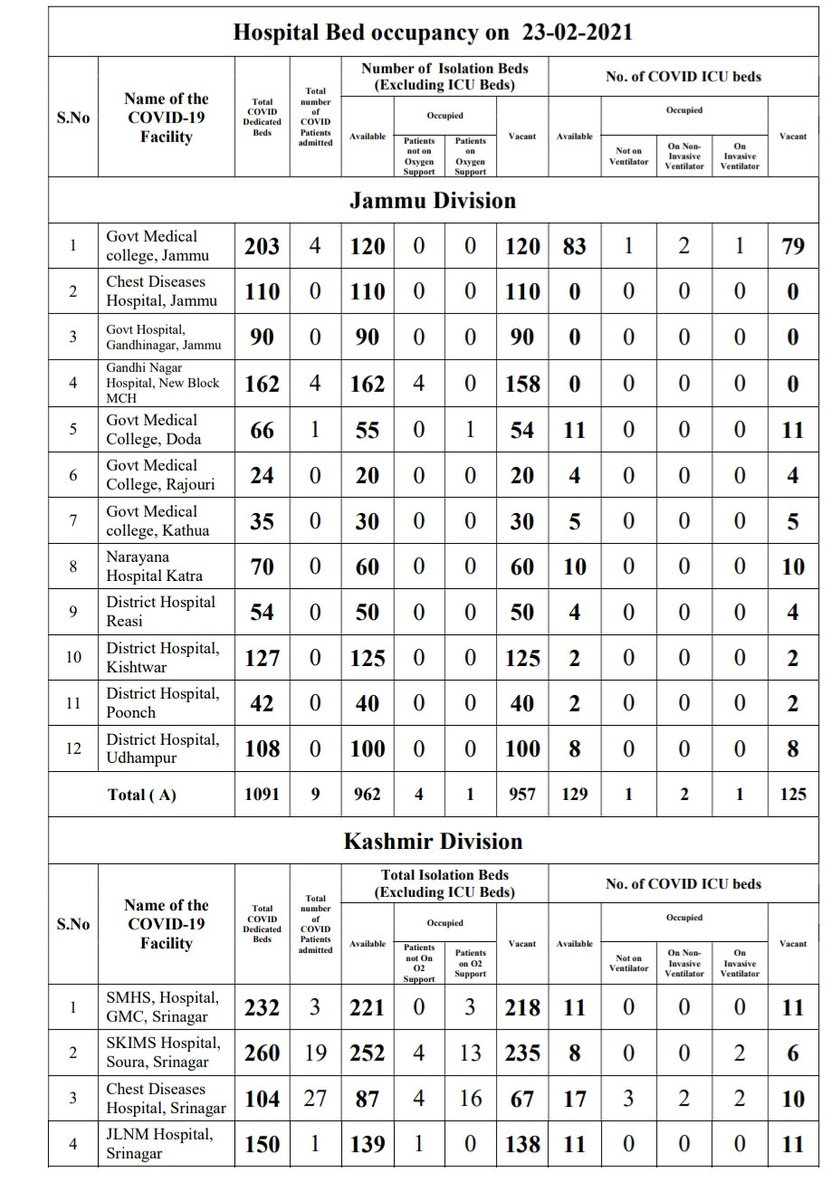 Hospital Bed occupancy on 23-02-2021
S.No
Name of the
COVID-19
Facility
Total
COVID
Dedicated
Beds
Total
number
of
COVID
Patients
admitted
Number of Isolation Beds
(Excluding ICU Beds)
No. of COVID ICU beds
Available
Occupied
Vacant
Available
Occupied
Vacant
Patients
not on
Oxygen
Support
Patients
on
Oxygen
Support
Not on
Ventilator
On Non-
Invasive
Ventilator
On
Invasive
Ventilator
Jammu Division
1 Govt Medical college, Jammu 203 4 120 0 0 120 83 1 2 1 79
2 Chest Diseases Hospital, Jammu 110 0 110 0 0 110 0 0 0 0 0
3 Govt Hospital, Gandhinagar, Jammu 90 0 90 0 0 90 0 0 0 0 0
4 Gandhi Nagar Hospital, New Block MCH 162 4 162 4 0 158 0 0 0 0 0
5 Govt Medical College, Doda 66 1 55 0 1 54 11 0 0 0 11
6 Govt Medical College, Rajouri 24 0 20 0 0 20 4 0 0 0 4
7 Govt Medical college, Kathua 35 0 30 0 0 30 5 0 0 0 5
8 Narayana Hospital Katra 70 0 60 0 0 60 10 0 0 0 10
9 District Hospital Reasi 54 0 50 0 0 50 4 0 0 0 4
10 District Hospital, Kishtwar 127 0 125 0 0 125 2 0 0 0 2
11 District Hospital, Poonch 42 0 40 0 0 40 2 0 0 0 2
12 District Hospital, Udhampur 108 0 100 0 0 100 8 0 0 0 8
Total ( A) 1091 9 962 4 1 957 129 1 2 1 125
Kashmir Division
S.No
Name of the
COVID-19
Facility
Total
COVID
Dedicated
Beds
Total
number
of
COVID
Patients
admitted
Total Isolation Beds
(Excluding ICU Beds)
No. of COVID ICU beds
Available
Occupied
Vacant
Available
Occupied
Vacant
Patients
not On
O2
Support
Patients
on O2
Support
Not on
Ventilator
On Non-
Invasive
Ventilator
On
Invasive
Ventilator
1 SMHS, Hospital, GMC, Srinagar 232 3 221 0 3 218 11 0 0 0 11
2 SKIMS Hospital, Soura, Srinagar 260 19 252 4 13 235 8 0 0 2 6
3 Chest Diseases Hospital, Srinagar 104 27 87 4 16 67 17 3 2 2 10
4 JLNM Hospital, Srinagar 150 1 139 1 0 138 11 0 0 0 11